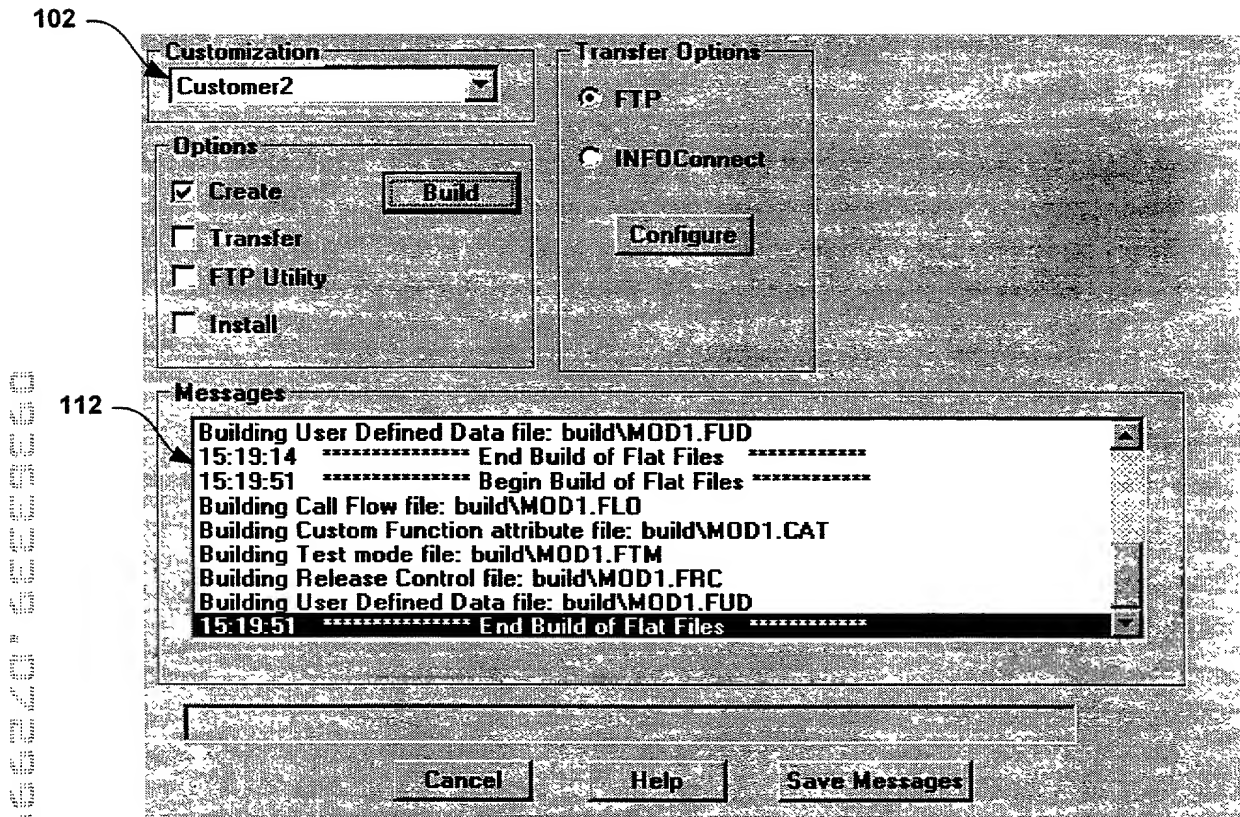 102
Customization
Customer2
Transfer Options
FTP
INFOConnect
Configure
Options
Create
Build
Transfer
FTP Utility
Install
112
Messages
Building User Defined Data file: build\MOD1.FUD
15:19:14 *************** End Build of Flat Files ************
15:19:51 *************** Begin Build of Flat Files ************
Building Call Flow file: build\MOD1.FLO
Building Custom Function attribute file: build\MOD1.CAT
Building Test mode file: build\MOD1.FTM
Building Release Control file: build\MOD1.FRC
Building User Defined Data file: build\MOD1.FUD
15:19:51 *************** End Build of Flat Files ************
Cancel
Help
Save Messages